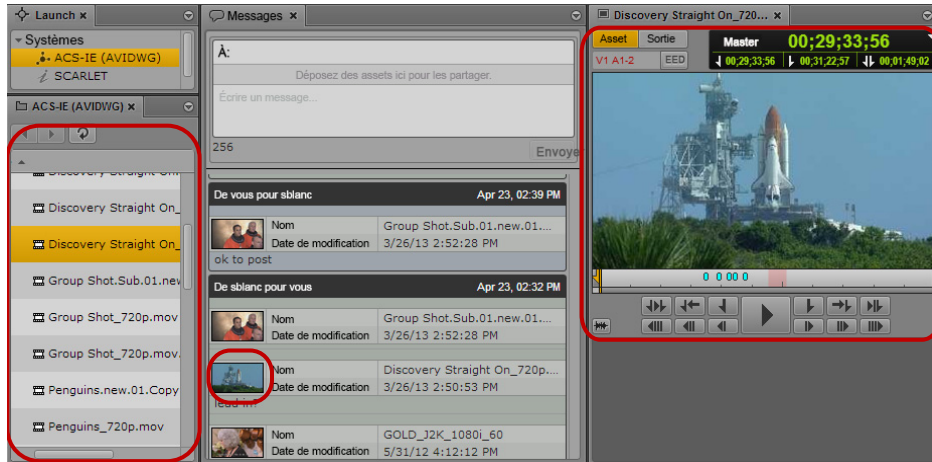 Launch ×
Systèmes
ACS-IE (AVIDWG)
i SCARLET
ACS-IE (AVIDWG) ×
Discovery Straight On_
Discovery Straight On_
Group Shot.Sub.01.new
Group Shot_720p.mov
Group Shot_720p.mov.
Penguins.new.01.Copy
Penguins_720p.mov
Messages ×
À:
Déposez des assets ici pour les partager.
Écrire un message...
256
Envoye
De vous pour sblanc Apr 23, 02:39 PM
Nom Group Shot.Sub.01.new.01....
Date de modification 3/26/13 2:52:28 PM
ok to post
De sblanc pour vous Apr 23, 02:32 PM
Nom Group Shot.Sub.01.new.01....
Date de modification 3/26/13 2:52:28 PM
Nom Discovery Straight On_720p....
Date de modification 3/26/13 2:50:53 PM
lead in?
Nom GOLD_J2K_1080i_60
Date de modification 5/31/12 4:12:12 PM
Discovery Straight On_720... ×
Asset Sortie
Master 00;29;33;56
V1 A1-2 EED
00;29;33;56 00;31;22;57 00;01;49;02
0 0 00 0